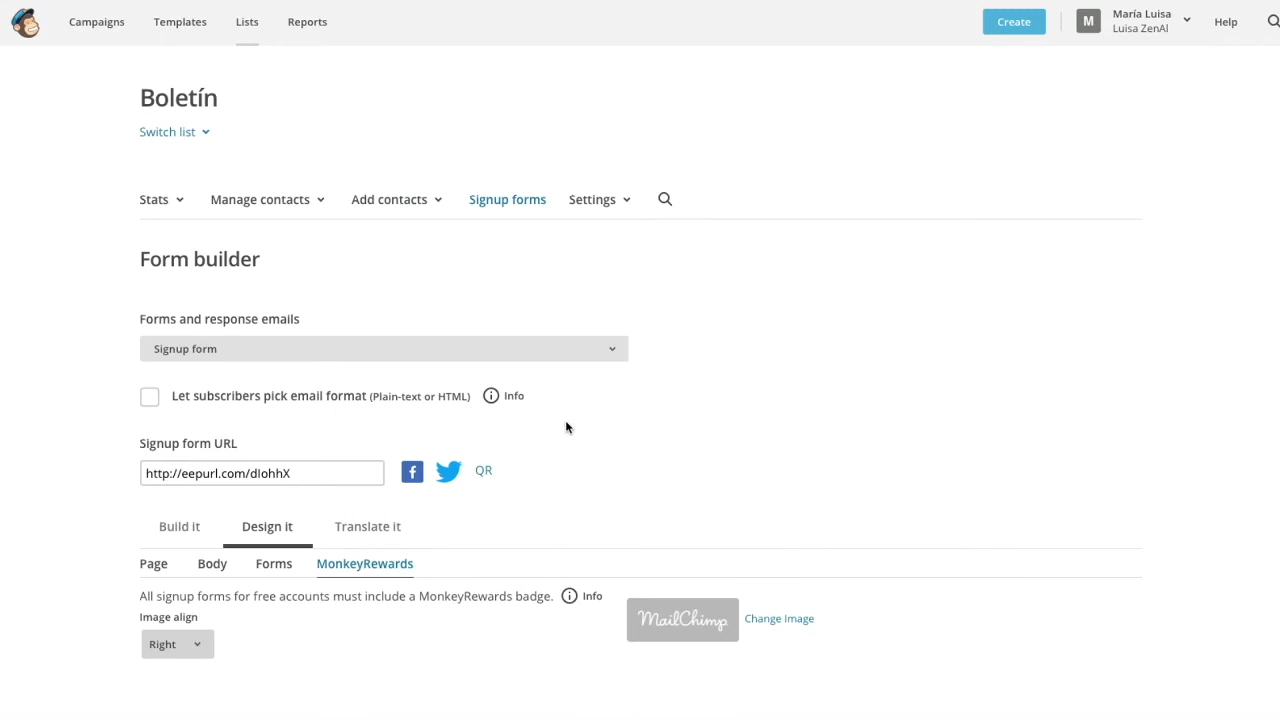 Campaigns Templates Lists Reports Create M María Luisa Help
Luisa ZenAl
Boletín
Switch list
Stats Manage contacts Add contacts Signup forms Settings
Form builder
Forms and response emails
Signup form
Let subscribers pick email format (Plain-text or HTML) Info
Signup form URL
http://eepurl.com/dIohhX
QR
Build it Design it Translate it
Page Body Forms MonkeyRewards
All signup forms for free accounts must include a MonkeyRewards badge. Info
Image align
MailChimp Change Image
Right